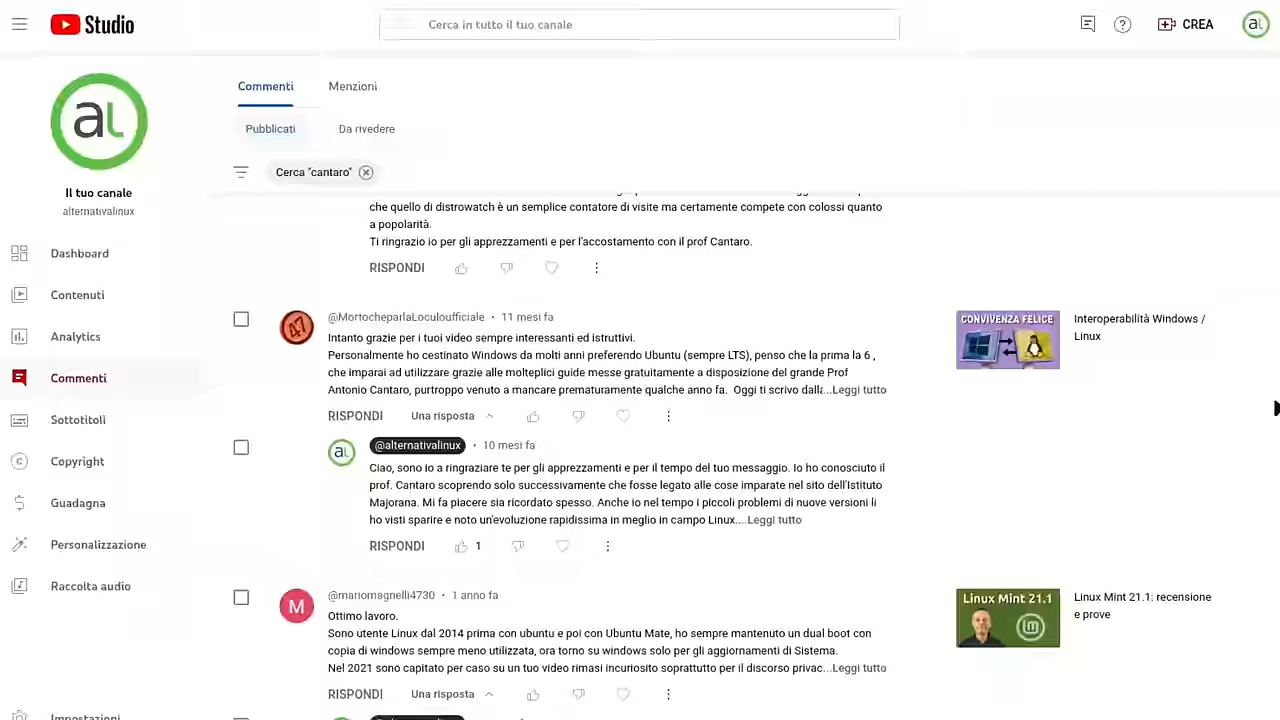 Studio
Cerca in tutto il tuo canale
CREA
al
al
Il tuo canale
alternativalinux
Dashboard
Contenuti
Analytics
Commenti
Sottotitoli
Copyright
Guadagna
Personalizzazione
Raccolta audio
Impostazioni
Commenti
Menzioni
Pubblicati
Da rivedere
Cerca "cantaro"
che quello di distrowatch è un semplice contatore di visite ma certamente compete con colossi quanto
a popolarità.
Ti ringrazio io per gli apprezzamenti e per l'accostamento con il prof Cantaro.
RISPONDI
47
@MortocheparlaLoculoufficiale • 11 mesi fa
Intanto grazie per i tuoi video sempre interessanti ed istruttivi.
Personalmente ho cestinato Windows da molti anni preferendo Ubuntu (sempre LTS), penso che la prima la 6 ,
che imparai ad utilizzare grazie alle molteplici guide messe gratuitamente a disposizione del grande Prof
Antonio Cantaro, purtroppo venuto a mancare prematuramente qualche anno fa. Oggi ti scrivo dalla...Leggi tutto
RISPONDI
Una risposta
CONVIVENZA FELICE
Interoperabilità Windows /
Linux
al
@alternativalinux • 10 mesi fa
Ciao, sono io a ringraziare te per gli apprezzamenti e per il tempo del tuo messaggio. Io ho conosciuto il
prof. Cantaro scoprendo solo successivamente che fosse legato alle cose imparate nel sito dell'Istituto
Majorana. Mi fa piacere sia ricordato spesso. Anche io nel tempo i piccoli problemi di nuove versioni li
ho visti sparire e noto un'evoluzione rapidissima in meglio in campo Linux....Leggi tutto
RISPONDI
1
M
@mariomagnelli4730 • 1 anno fa
Ottimo lavoro.
Sono utente Linux dal 2014 prima con ubuntu e poi con Ubuntu Mate, ho sempre mantenuto un dual boot con
copia di windows sempre meno utilizzata, ora torno su windows solo per gli aggiornamenti di Sistema.
Nel 2021 sono capitato per caso su un tuo video rimasi incuriosito soprattutto per il discorso privac...Leggi tutto
RISPONDI
Una risposta
Linux Mint 21.1
Linux Mint 21.1: recensione
e prove